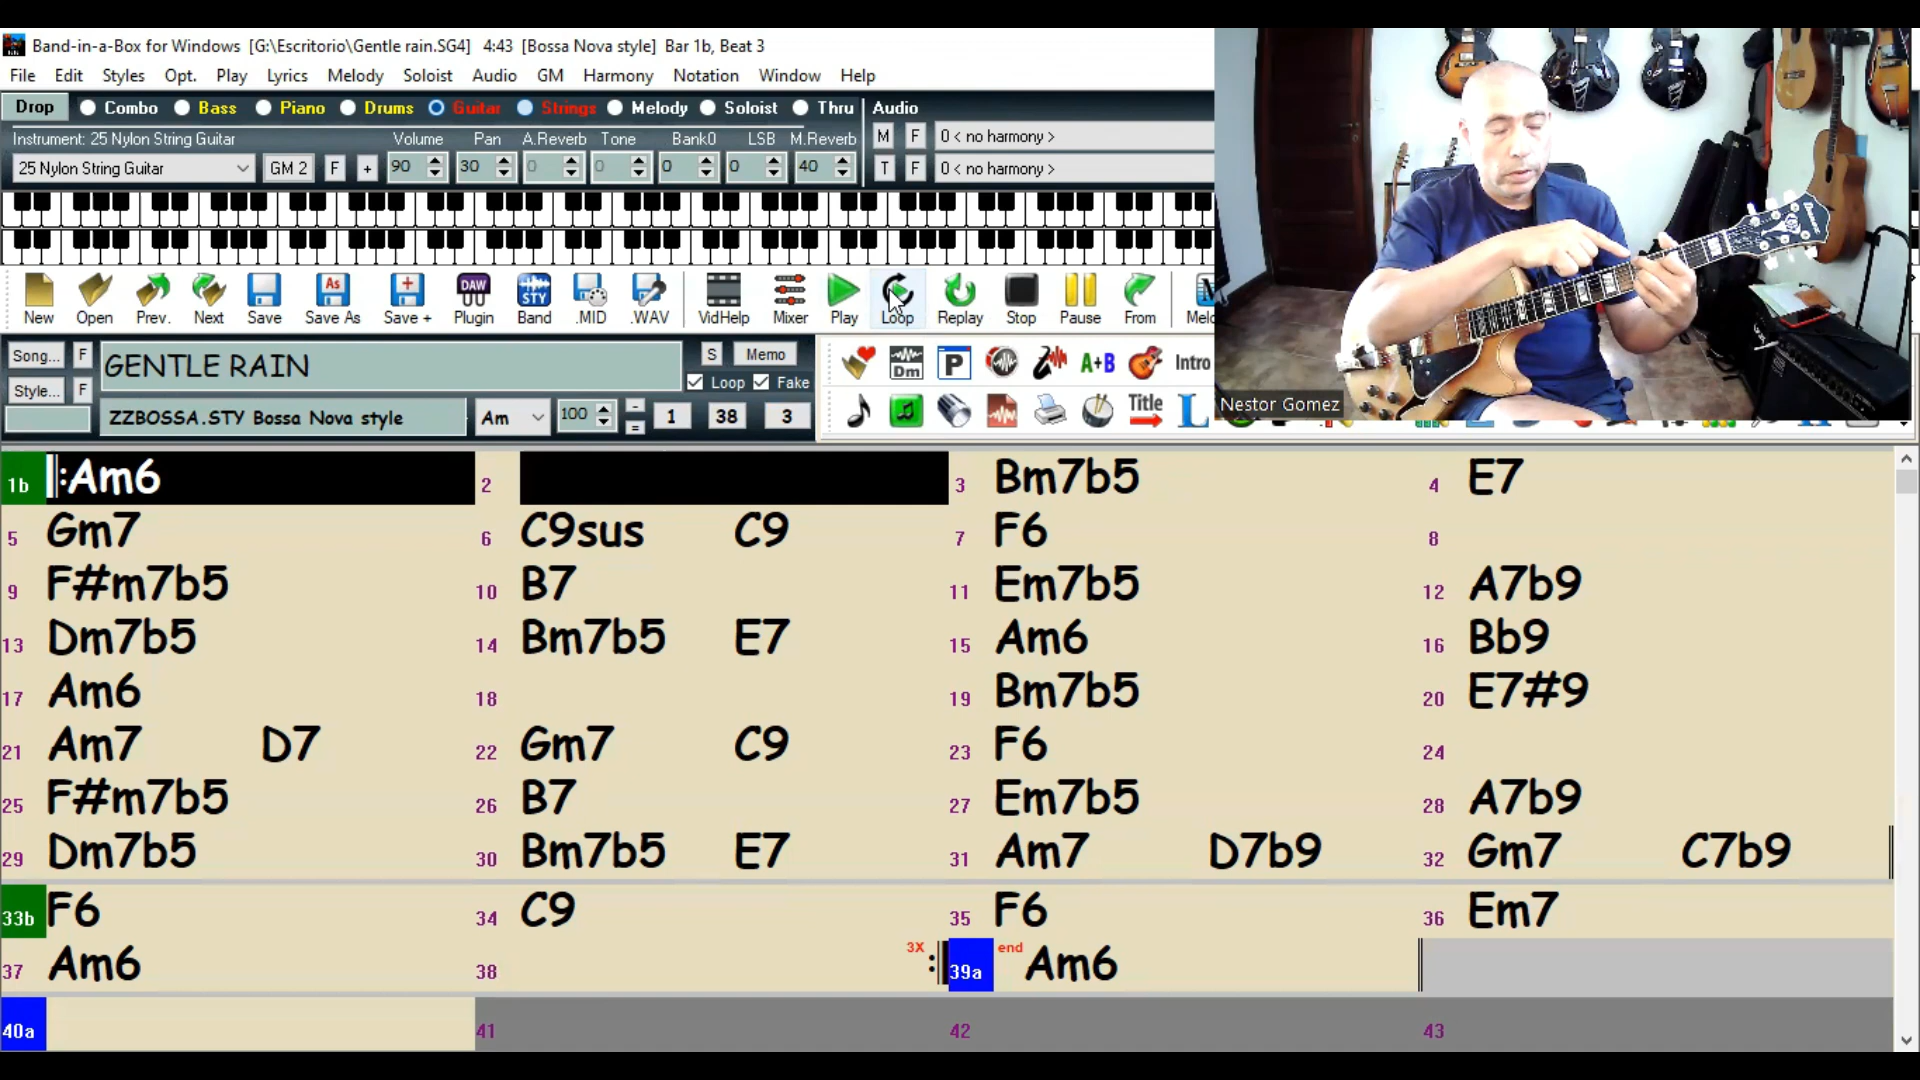 Band-in-a-Box for Windows [G:\Escritorio\Gentle rain.SG4] 4:43 [Bossa Nova style] Bar 1b, Beat 3
File Edit Styles Opt. Play Lyrics Melody Soloist Audio GM Harmony Notation Window Help
Drop Combo Bass Piano Drums Guitar Strings Melody Soloist Thru Audio
Instrument: 25 Nylon String Guitar Volume Pan A.Reverb Tone Bank0 LSB M.Reverb M F 0 < no harmony >
25 Nylon String Guitar GM 2 F + 90 30 0 0 0 0 40 T F 0 < no harmony >
New Open Prev. Next Save Save As Save + Plugin Band .MID .WAV VidHelp Mixer Play Loop Replay Stop Pause From
Song... F GENTLE RAIN S Memo
Style... F Loop Fake Dm P A+B Intro
ZZBOSSA.STY Bossa Nova style Am 100 - = 1 38 3 Title L
Nestor Gomez
1b Am6 2 3 Bm7b5 4 E7
5 Gm7 6 C9sus C9 7 F6 8
9 F#m7b5 10 B7 11 Em7b5 12 A7b9
13 Dm7b5 14 Bm7b5 E7 15 Am6 16 Bb9
17 Am6 18 19 Bm7b5 20 E7#9
21 Am7 D7 22 Gm7 C9 23 F6 24
25 F#m7b5 26 B7 27 Em7b5 28 A7b9
29 Dm7b5 30 Bm7b5 E7 31 Am7 D7b9 32 Gm7 C7b9
33b F6 34 C9 35 F6 36 Em7
37 Am6 38 3X 39a end Am6
40a 41 42 43